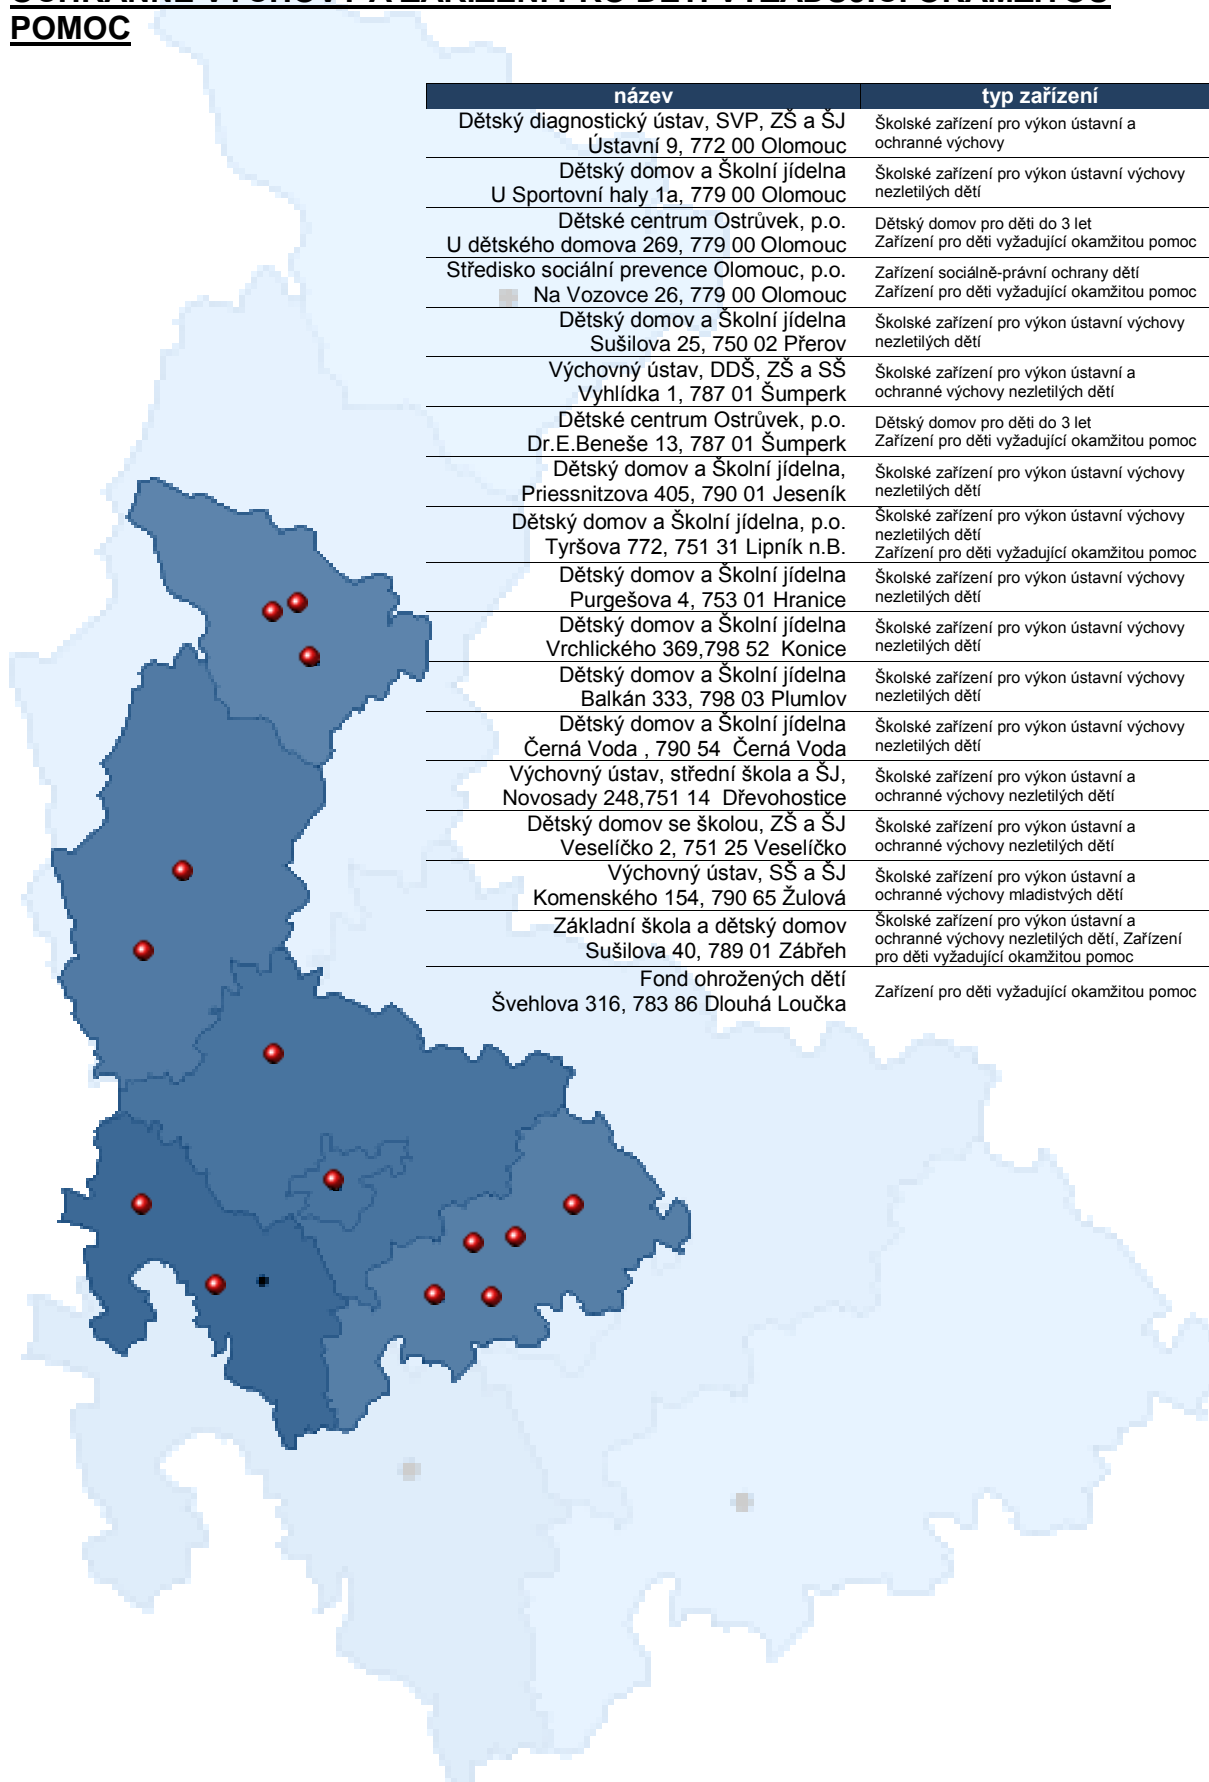 OCHRANNÉ VÝCHOVY A ZAŘÍZENÍ PRO DĚTI VYŽADUJÍCÍ OKAMŽITOU
POMOC
název typ zařízení
Dětský diagnostický ústav, SVP, ZŠ a ŠJ
Ústavní 9, 772 00 Olomouc
Školské zařízení pro výkon ústavní a
ochranné výchovy
Dětský domov a Školní jídelna
U Sportovní haly 1a, 779 00 Olomouc
Školské zařízení pro výkon ústavní výchovy
nezletilých dětí
Dětské centrum Ostrůvek, p.o.
U dětského domova 269, 779 00 Olomouc
Dětský domov pro děti do 3 let
Zařízení pro děti vyžadující okamžitou pomoc
Středisko sociální prevence Olomouc, p.o.
Na Vozovce 26, 779 00 Olomouc
Zařízení sociálně-právní ochrany dětí
Zařízení pro děti vyžadující okamžitou pomoc
Dětský domov a Školní jídelna
Sušilova 25, 750 02 Přerov
Školské zařízení pro výkon ústavní výchovy
nezletilých dětí
Výchovný ústav, DDŠ, ZŠ a SŠ
Vyhlídka 1, 787 01 Šumperk
Školské zařízení pro výkon ústavní a
ochranné výchovy nezletilých dětí
Dětské centrum Ostrůvek, p.o.
Dr.E.Beneše 13, 787 01 Šumperk
Dětský domov pro děti do 3 let
Zařízení pro děti vyžadující okamžitou pomoc
Dětský domov a Školní jídelna,
Priessnitzova 405, 790 01 Jeseník
Školské zařízení pro výkon ústavní výchovy
nezletilých dětí
Dětský domov a Školní jídelna, p.o.
Tyršova 772, 751 31 Lipník n.B.
Školské zařízení pro výkon ústavní výchovy
nezletilých dětí
Zařízení pro děti vyžadující okamžitou pomoc
Dětský domov a Školní jídelna
Purgešova 4, 753 01 Hranice
Školské zařízení pro výkon ústavní výchovy
nezletilých dětí
Dětský domov a Školní jídelna
Vrchlického 369,798 52 Konice
Školské zařízení pro výkon ústavní výchovy
nezletilých dětí
Dětský domov a Školní jídelna
Balkán 333, 798 03 Plumlov
Školské zařízení pro výkon ústavní výchovy
nezletilých dětí
Dětský domov a Školní jídelna
Černá Voda , 790 54 Černá Voda
Školské zařízení pro výkon ústavní výchovy
nezletilých dětí
Výchovný ústav, střední škola a ŠJ,
Novosady 248,751 14 Dřevohostice
Školské zařízení pro výkon ústavní a
ochranné výchovy nezletilých dětí
Dětský domov se školou, ZŠ a ŠJ
Veselíčko 2, 751 25 Veselíčko
Školské zařízení pro výkon ústavní a
ochranné výchovy nezletilých dětí
Výchovný ústav, SŠ a ŠJ
Komenského 154, 790 65 Žulová
Školské zařízení pro výkon ústavní a
ochranné výchovy mladistvých dětí
Základní škola a dětský domov
Sušilova 40, 789 01 Zábřeh
Školské zařízení pro výkon ústavní a
ochranné výchovy nezletilých dětí, Zařízení
pro děti vyžadující okamžitou pomoc
Fond ohrožených dětí
Švehlova 316, 783 86 Dlouhá Loučka
Zařízení pro děti vyžadující okamžitou pomoc